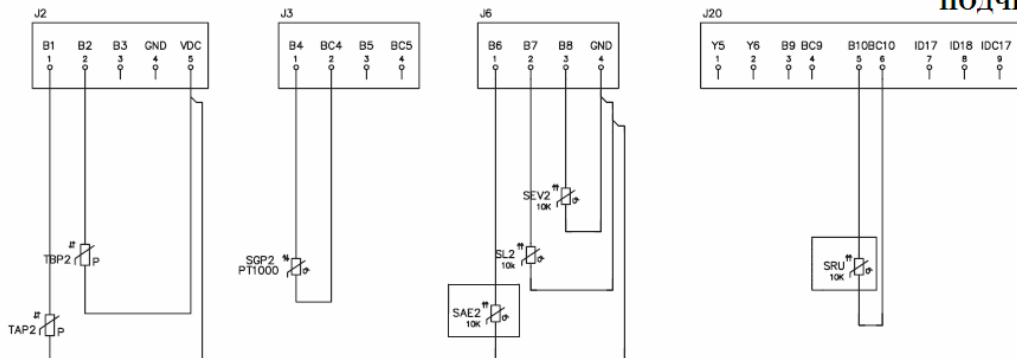 ПОДЧ
J2
B1 B2 B3 GND VDC
1 2 3 4 5
TBP2 P
TAP2 P
J3
B4 BC4 B5 BC5
1 2 3 4
SGP2
PT1000
J6
B6 B7 B8 GND
1 2 3 4
SEV2
10K
SL2
10k
SAE2
10K
J20
Y5 Y6 B9 BC9 B10 BC10 ID17 ID18 IDC17
1 2 3 4 5 6 7 8 9
SRU
10K